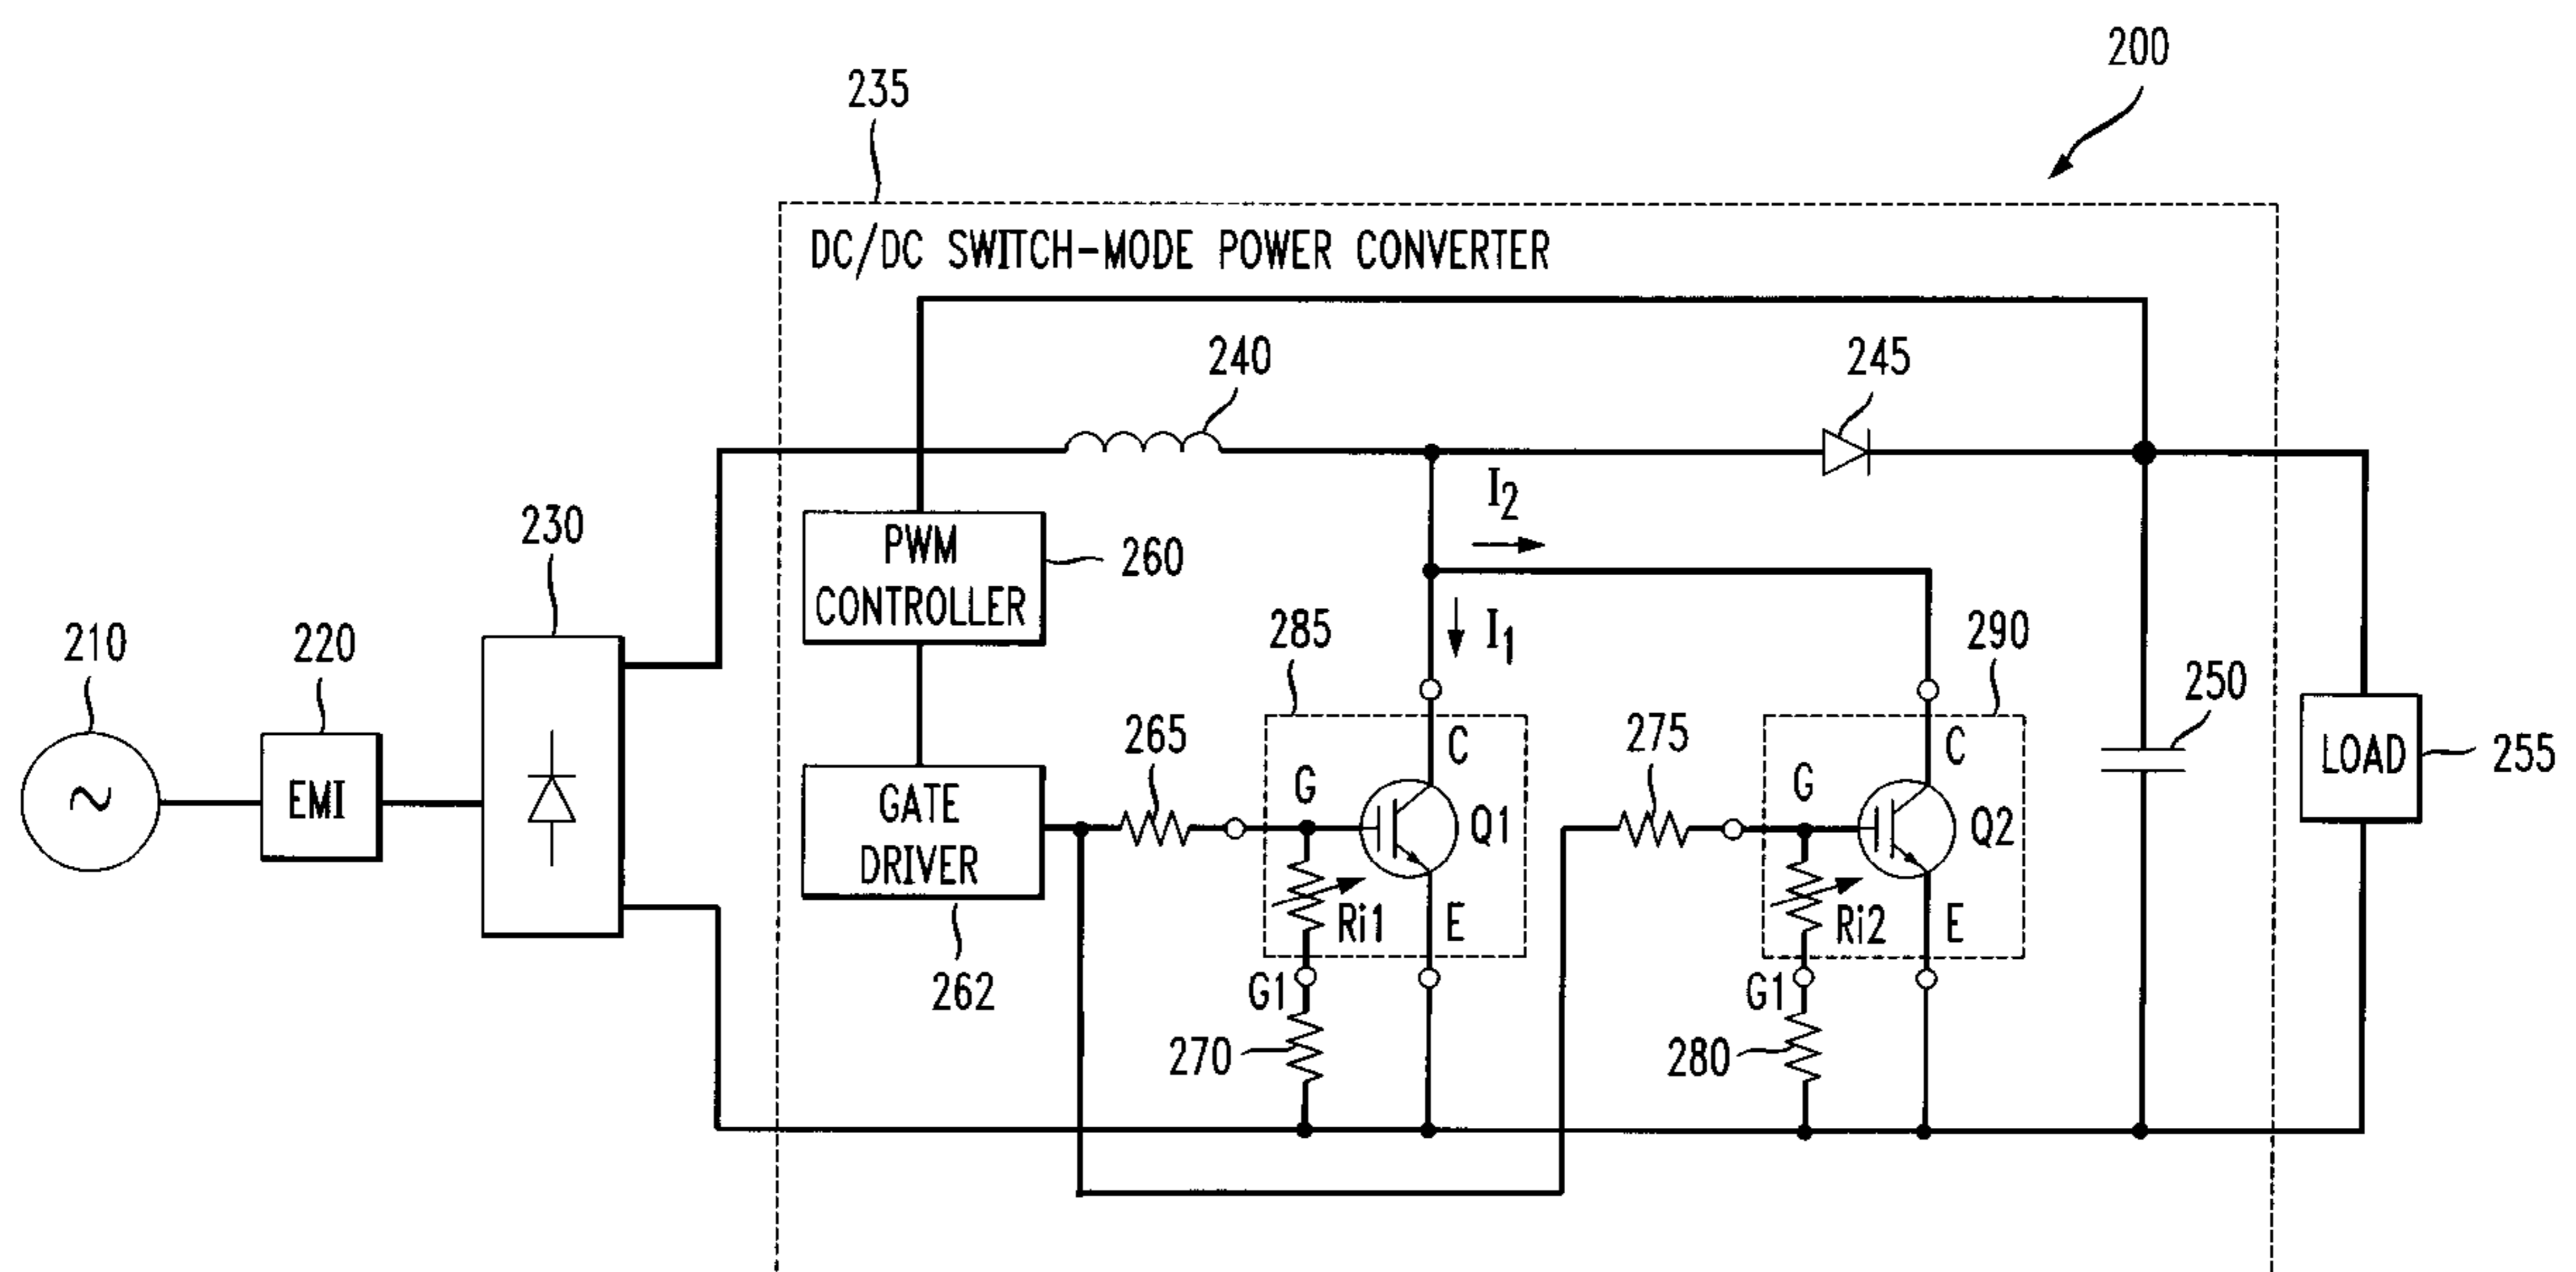 200
235
DC/DC SWITCH-MODE POWER CONVERTER
240
245
I2
230
PWM
CONTROLLER
260
210
220
285
I1
290
250
265
C
275
C
LOAD
255
EMI
GATE
DRIVER
G
Q1
G
Q2
Ri1
E
Ri2
E
262
G1
G1
270
280
~